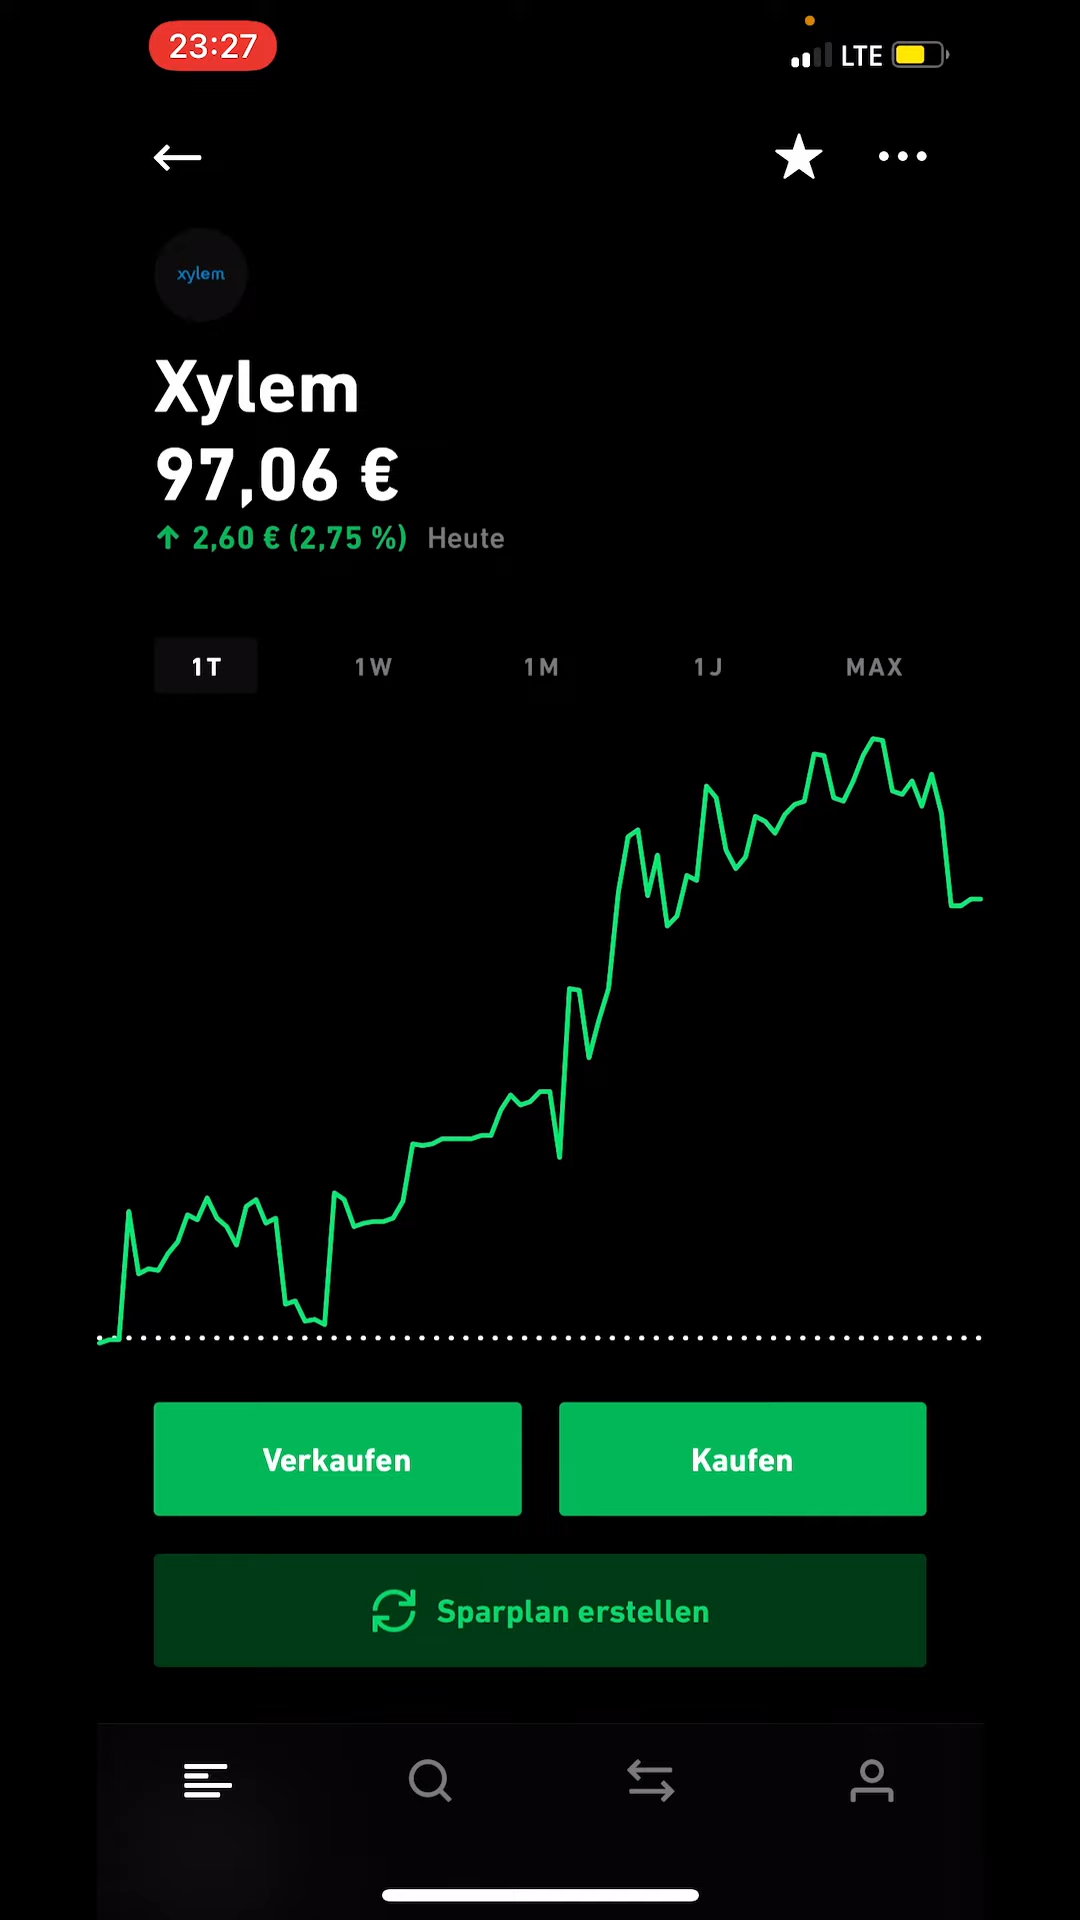 23:27
LTE
xylem
Xylem
97,06 €
↑ 2,60 € (2,75 %) Heute
1T 1W 1M 1J MAX
Verkaufen Kaufen
Sparplan erstellen